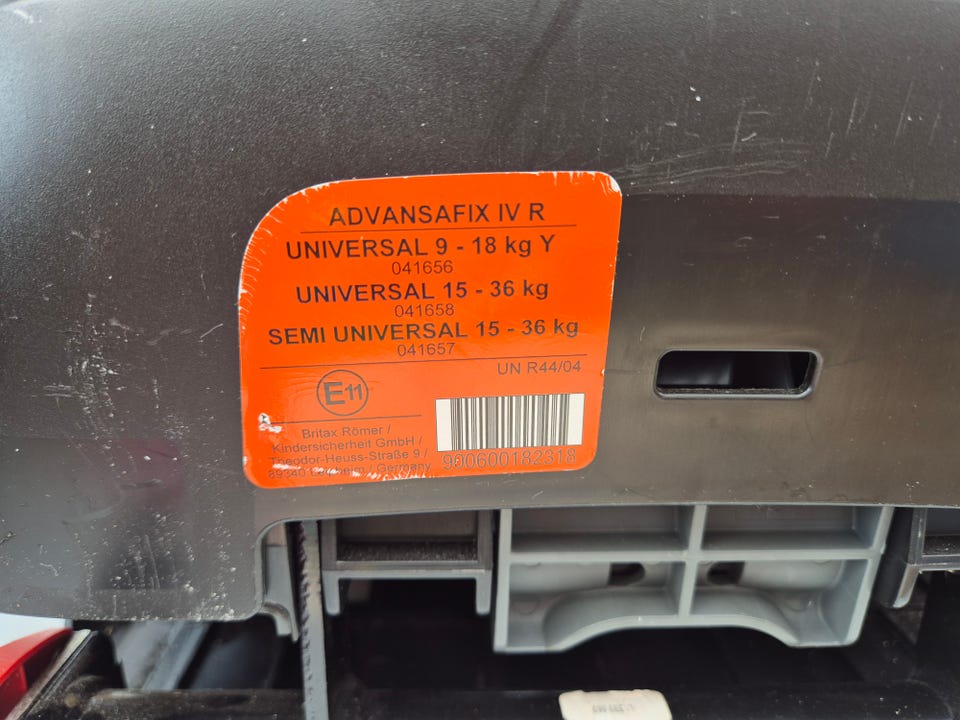 ADVANSAFIX IV R
UNIVERSAL 9 - 18 kg Y
041656
UNIVERSAL 15 - 36 kg
041658
SEMI UNIVERSAL 15 - 36 kg
041657
UN R44/04
E11
Britax Römer /
Kindersicherheit GmbH /
Theodor-Heuss-Straße 9 /
89340 / Germany
900600182318